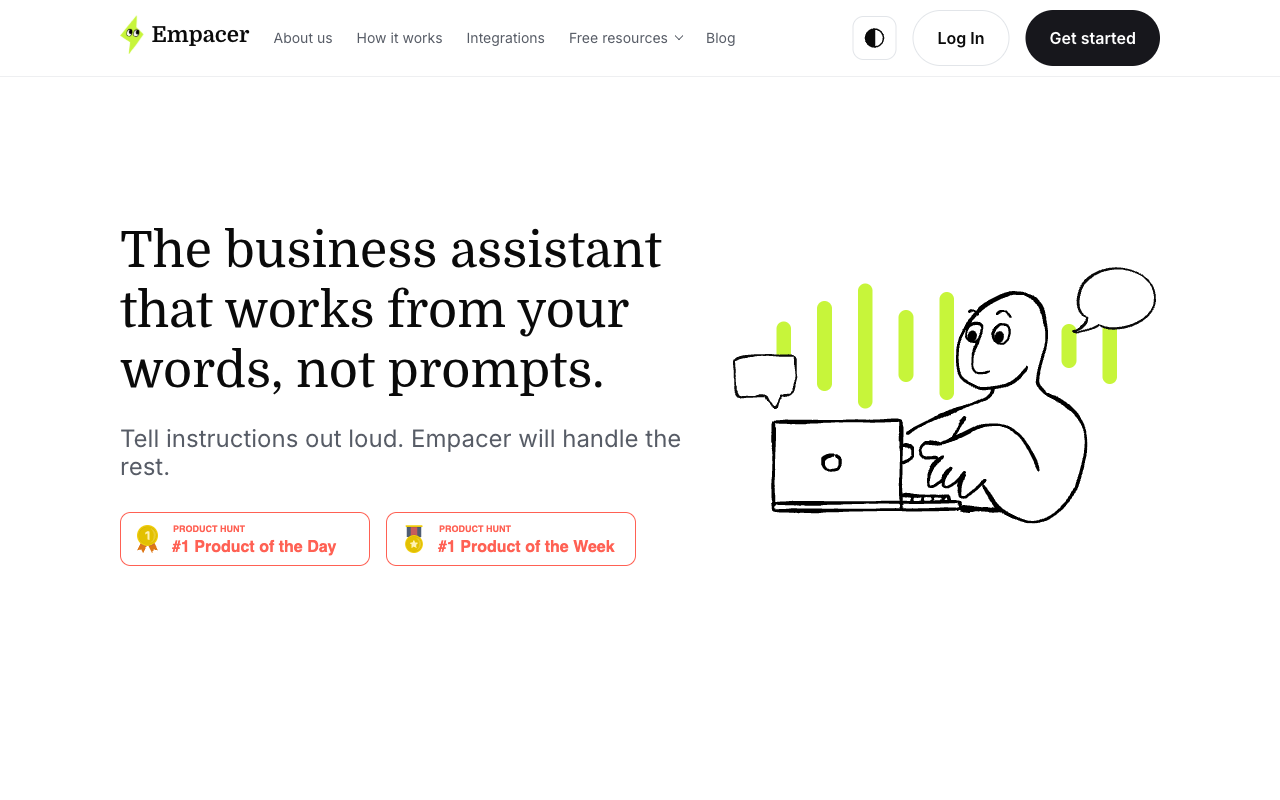 Empacer
About us
How it works
Integrations
Free resources
Blog
Log In
Get started
The business assistant
that works from your
words, not prompts.
Tell instructions out loud. Empacer will handle the
rest.
1
PRODUCT HUNT
#1 Product of the Day
PRODUCT HUNT
#1 Product of the Week